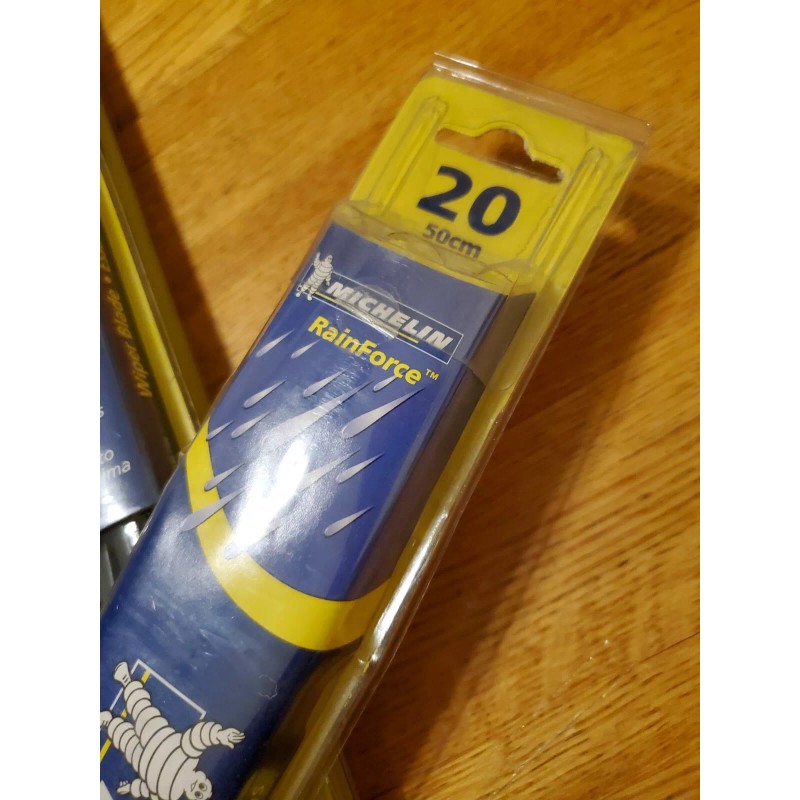 20
50cm
MICHELIN
RainForce™
Wiper Blade •